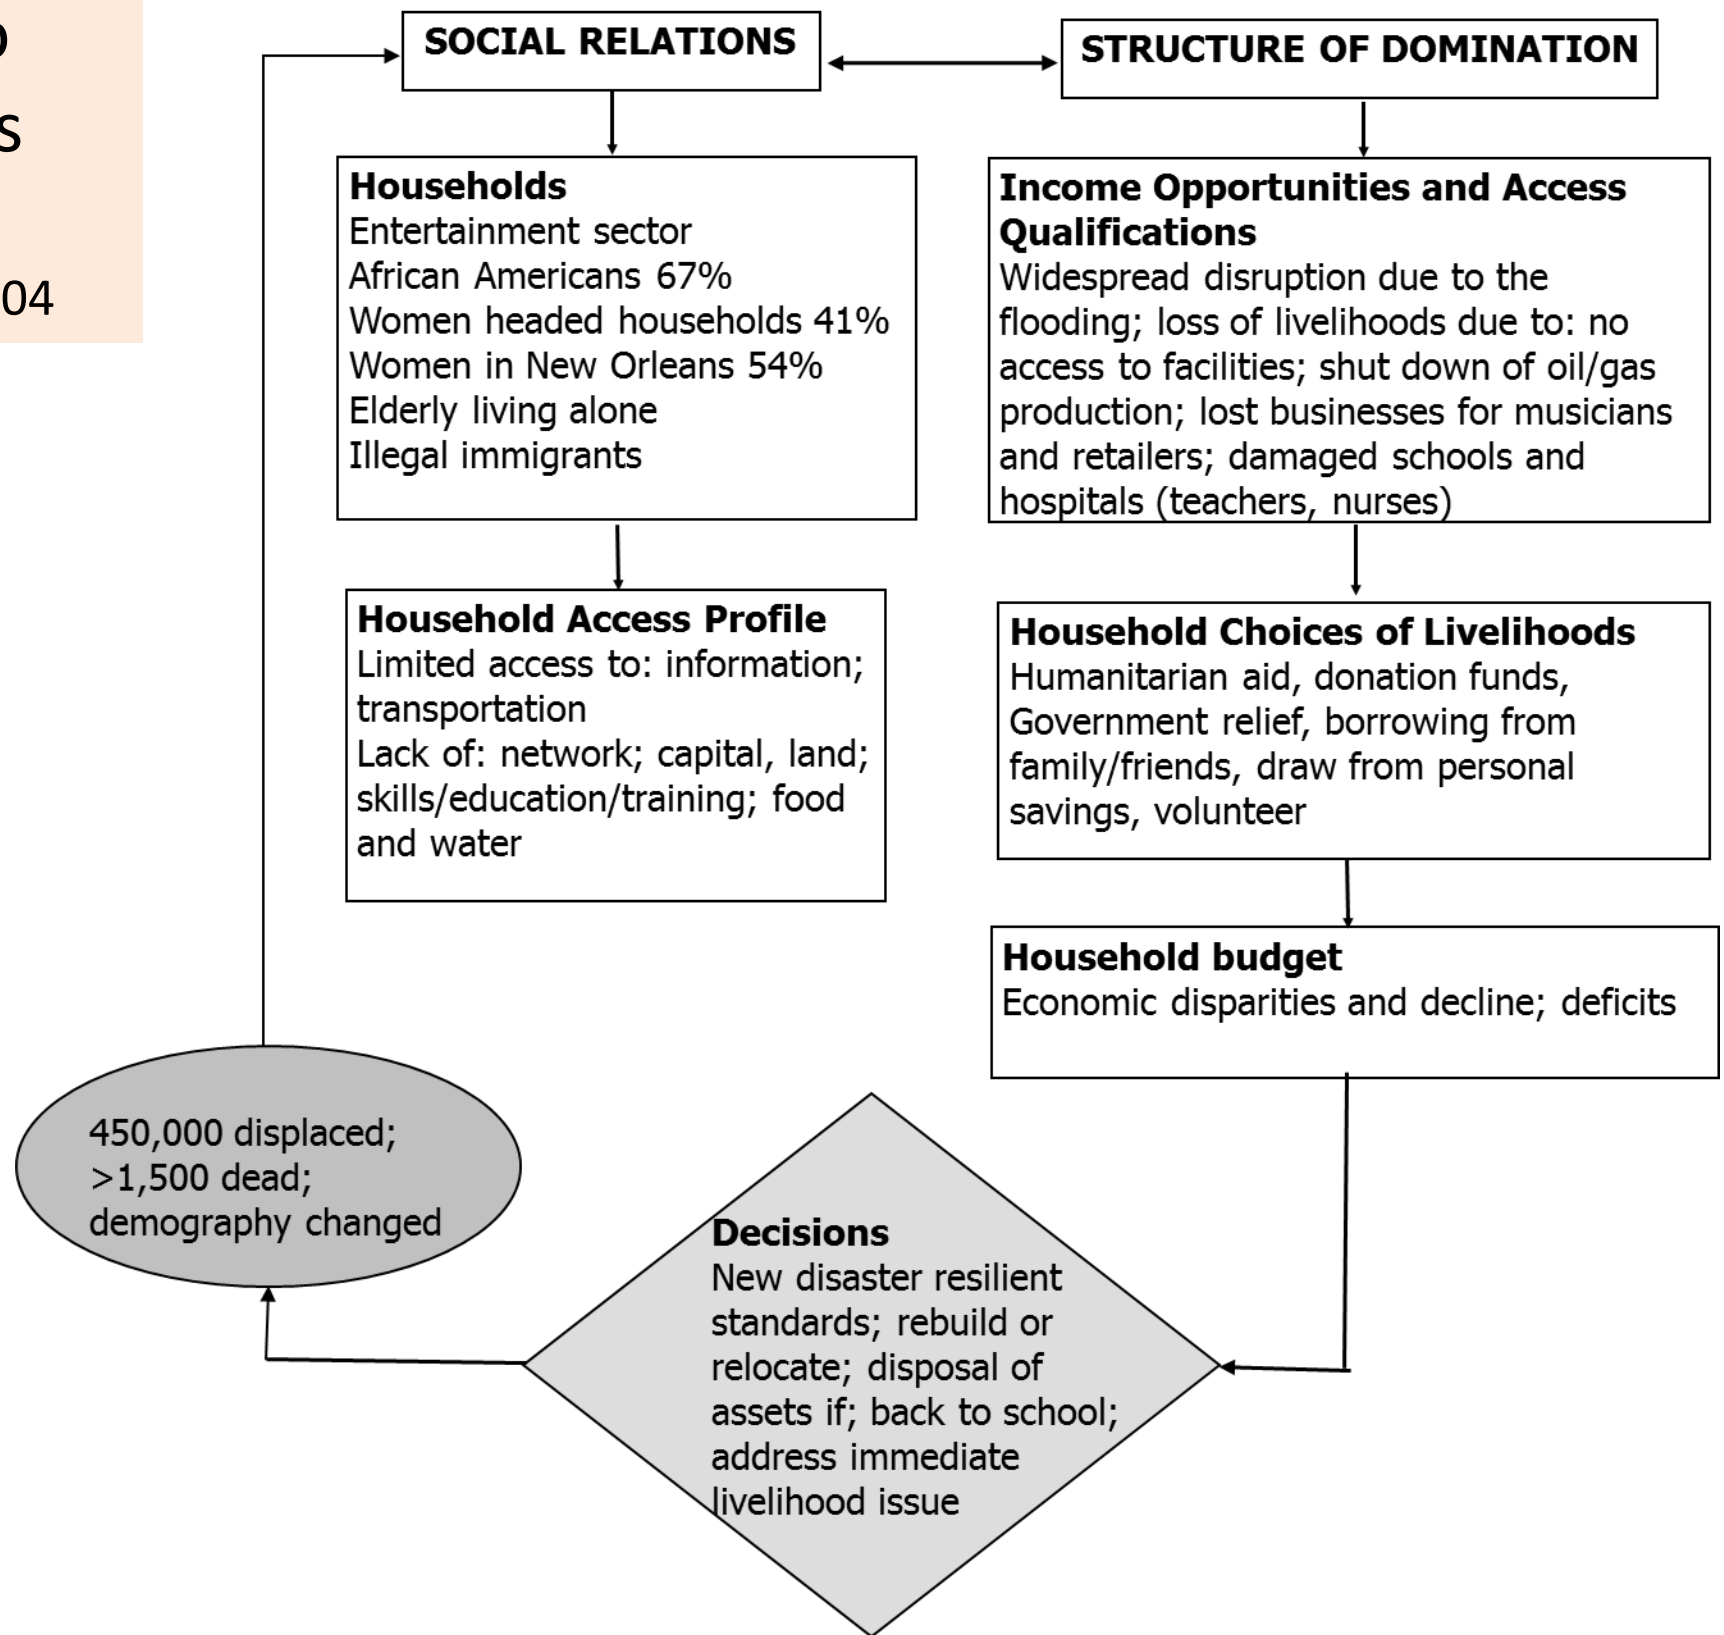 s
04
SOCIAL RELATIONS
STRUCTURE OF DOMINATION
Households
Entertainment sector
African Americans 67%
Women headed households 41%
Women in New Orleans 54%
Elderly living alone
Illegal immigrants
Income Opportunities and Access
Qualifications
Widespread disruption due to the
flooding; loss of livelihoods due to: no
access to facilities; shut down of oil/gas
production; lost businesses for musicians
and retailers; damaged schools and
hospitals (teachers, nurses)
Household Access Profile
Limited access to: information;
transportation
Lack of: network; capital, land;
skills/education/training; food
and water
Household Choices of Livelihoods
Humanitarian aid, donation funds,
Government relief, borrowing from
family/friends, draw from personal
savings, volunteer
Household budget
Economic disparities and decline; deficits
450,000 displaced;
>1,500 dead;
demography changed
Decisions
New disaster resilient
standards; rebuild or
relocate; disposal of
assets if; back to school;
address immediate
livelihood issue